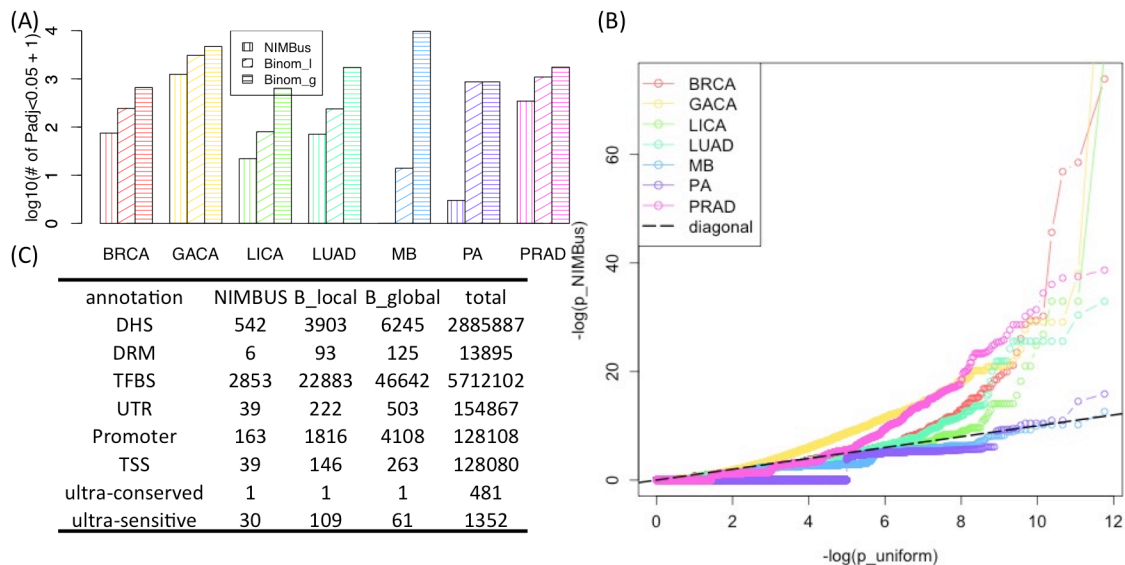 (A)
log10(# of Padj<0.05 + 1)
4
3
2
1
0
NIMBus
Binom_l
Binom_g
BRCA GACA LICA LUAD MB PA PRAD
(B)
BRCA
GACA
LICA
LUAD
MB
PA
PRAD
diagonal
-log(p_NIMBus)
60
40
20
0
0 2 4 6 8 10 12
-log(p_uniform)
(C)
annotation NIMBUS B_local B_global total
DHS 542 3903 6245 2885887
DRM 6 93 125 13895
TFBS 2853 22883 46642 5712102
UTR 39 222 503 154867
Promoter 163 1816 4108 128108
TSS 39 146 263 128080
ultra-conserved 1 1 1 481
ultra-sensitive 30 109 61 1352